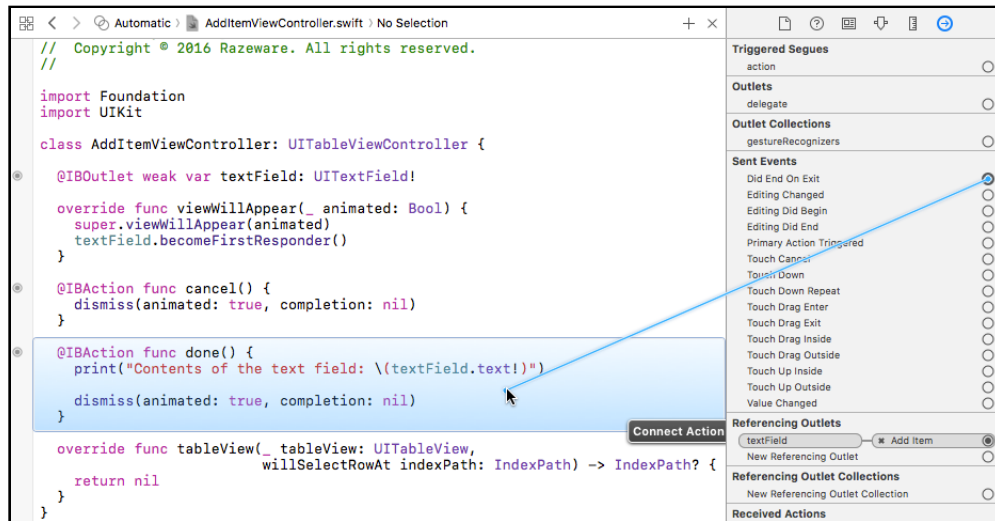 Automatic > AddItemViewController.swift > No Selection
// Copyright © 2016 Razeware. All rights reserved.
//
import Foundation
import UIKit
class AddItemViewController: UITableViewController {
@IBOutlet weak var textField: UITextField!
override func viewWillAppear(_ animated: Bool) {
super.viewWillAppear(animated)
textField.becomeFirstResponder()
}
@IBAction func cancel() {
dismiss(animated: true, completion: nil)
}
@IBAction func done() {
print("Contents of the text field: \(textField.text!)")
dismiss(animated: true, completion: nil)
}
Connect Action
override func tableView(_ tableView: UITableView,
willSelectRowAt indexPath: IndexPath) -> IndexPath? {
return nil
}
}
Triggered Segues
action
Outlets
delegate
Outlet Collections
gestureRecognizers
Sent Events
Did End On Exit
Editing Changed
Editing Did Begin
Editing Did End
Primary Action Triggered
Touch Cancel
Touch Down
Touch Down Repeat
Touch Drag Enter
Touch Drag Exit
Touch Drag Inside
Touch Drag Outside
Touch Up Inside
Touch Up Outside
Value Changed
Referencing Outlets
textField Add Item
New Referencing Outlet
Referencing Outlet Collections
New Referencing Outlet Collection
Received Actions